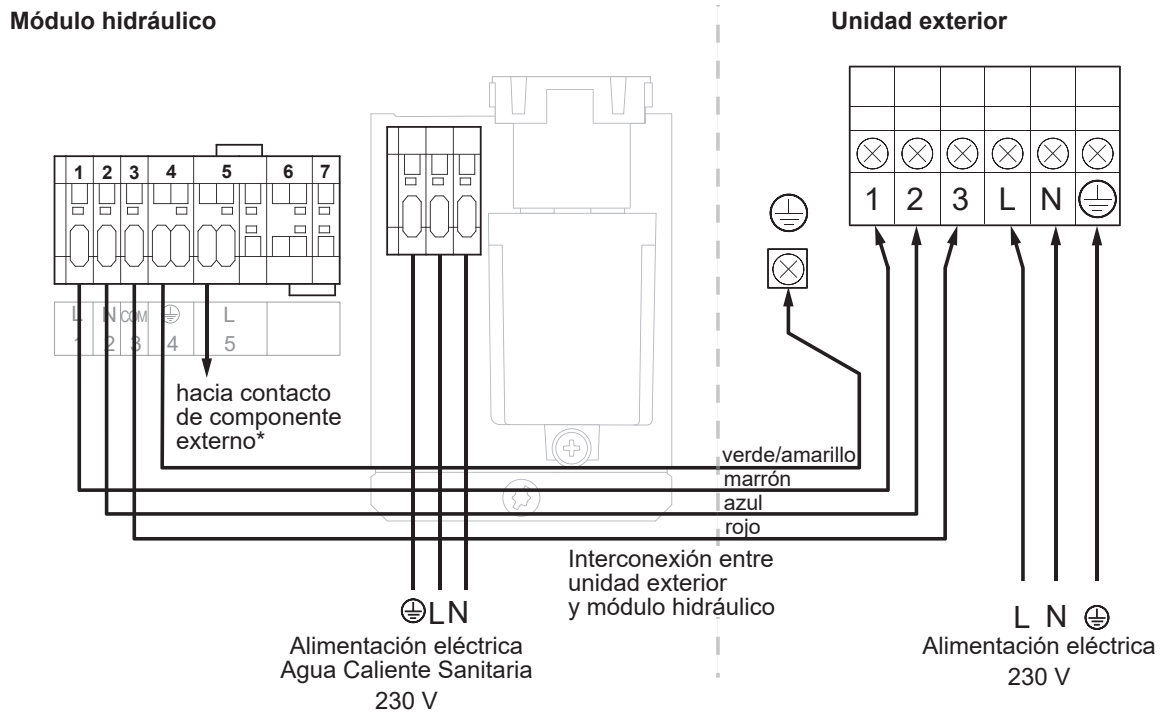 Módulo hidráulico
Unidad exterior
1 2 3 4 5 6 7
L N COM L
1 2 3 4 5
hacia contacto
de componente
externo*
1 2 3 L N
verde/amarillo
marrón
azul
rojo
Interconexión entre
unidad exterior
y módulo hidráulico
L N
Alimentación eléctrica
Agua Caliente Sanitaria
230 V
L N
Alimentación eléctrica
230 V